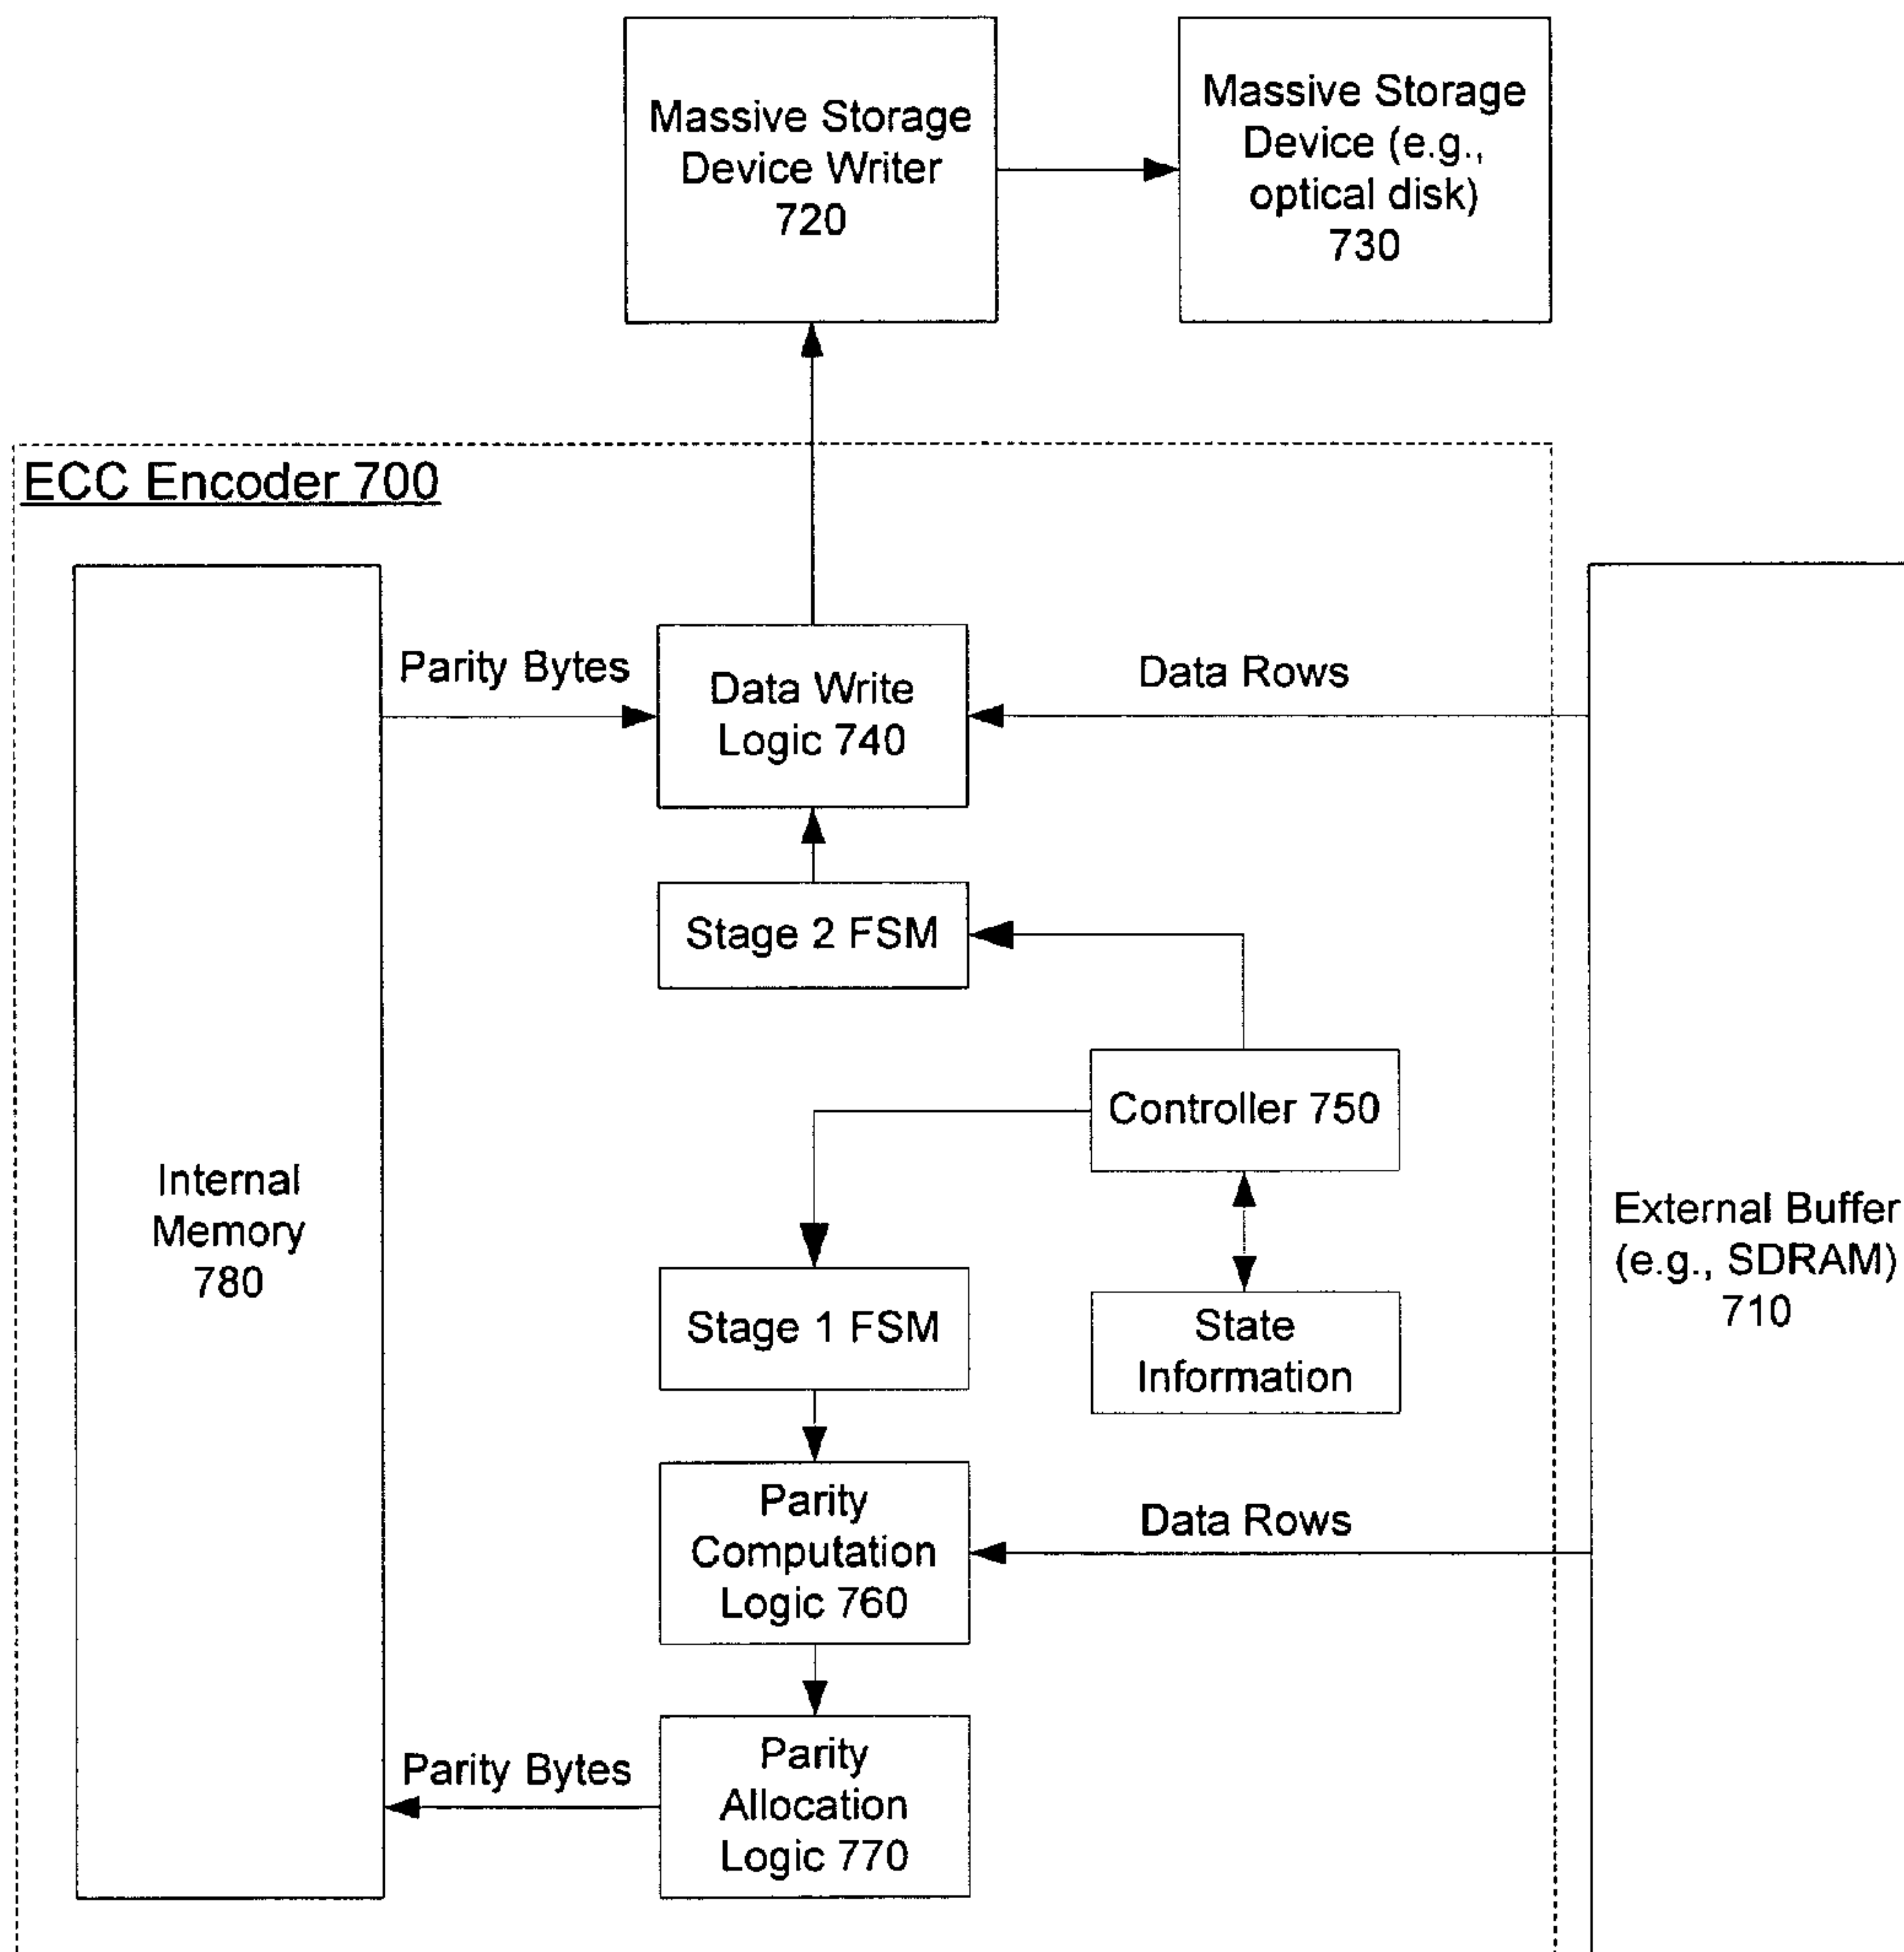 Massive Storage
Device Writer
720
Massive Storage
Device (e.g.,
optical disk)
730
ECC Encoder 700
Parity Bytes
Data Write
Logic 740
Data Rows
Stage 2 FSM
Controller 750
Internal
Memory
780
External Buffer
(e.g., SDRAM)
710
Stage 1 FSM
State
Information
Parity
Computation
Logic 760
Data Rows
Parity Bytes
Parity
Allocation
Logic 770